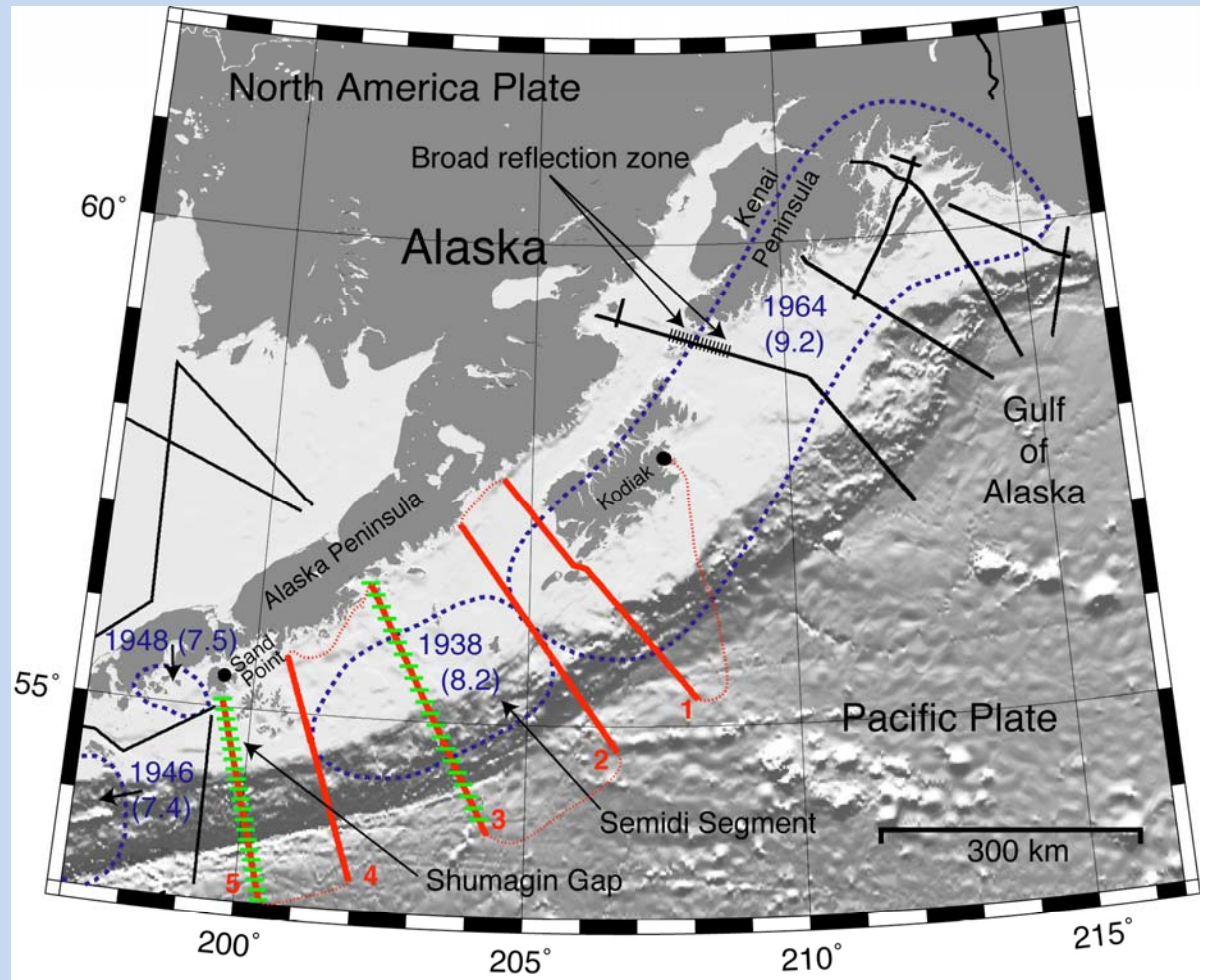 North America Plate
Broad reflection zone
60°
Alaska
Kenai
Peninsula
1964
(9.2)
Gulf
of
Alaska
Kodiak
Alaska Peninsula
1948 (7.5)
Sand
Point
1938
(8.2)
55°
1
Pacific Plate
2
1946
(7.4)
3
Semidi Segment
300 km
4
Shumagin Gap
5
200°
205°
210°
215°